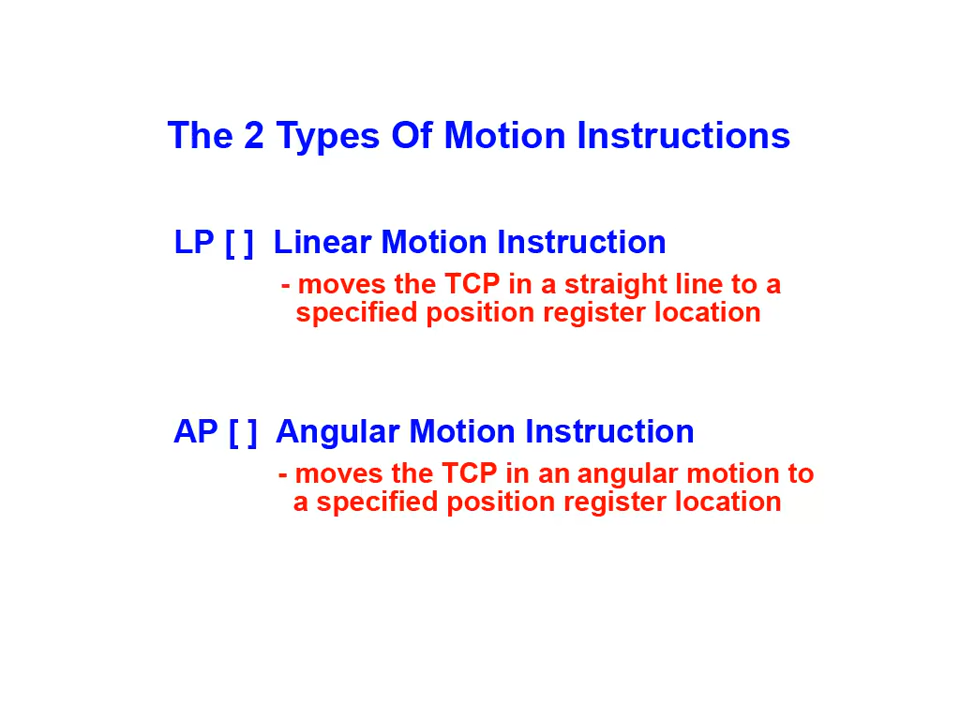 The 2 Types Of Motion Instructions
LP [ ] Linear Motion Instruction
- moves the TCP in a straight line to a
specified position register location
AP [ ] Angular Motion Instruction
- moves the TCP in an angular motion to
a specified position register location